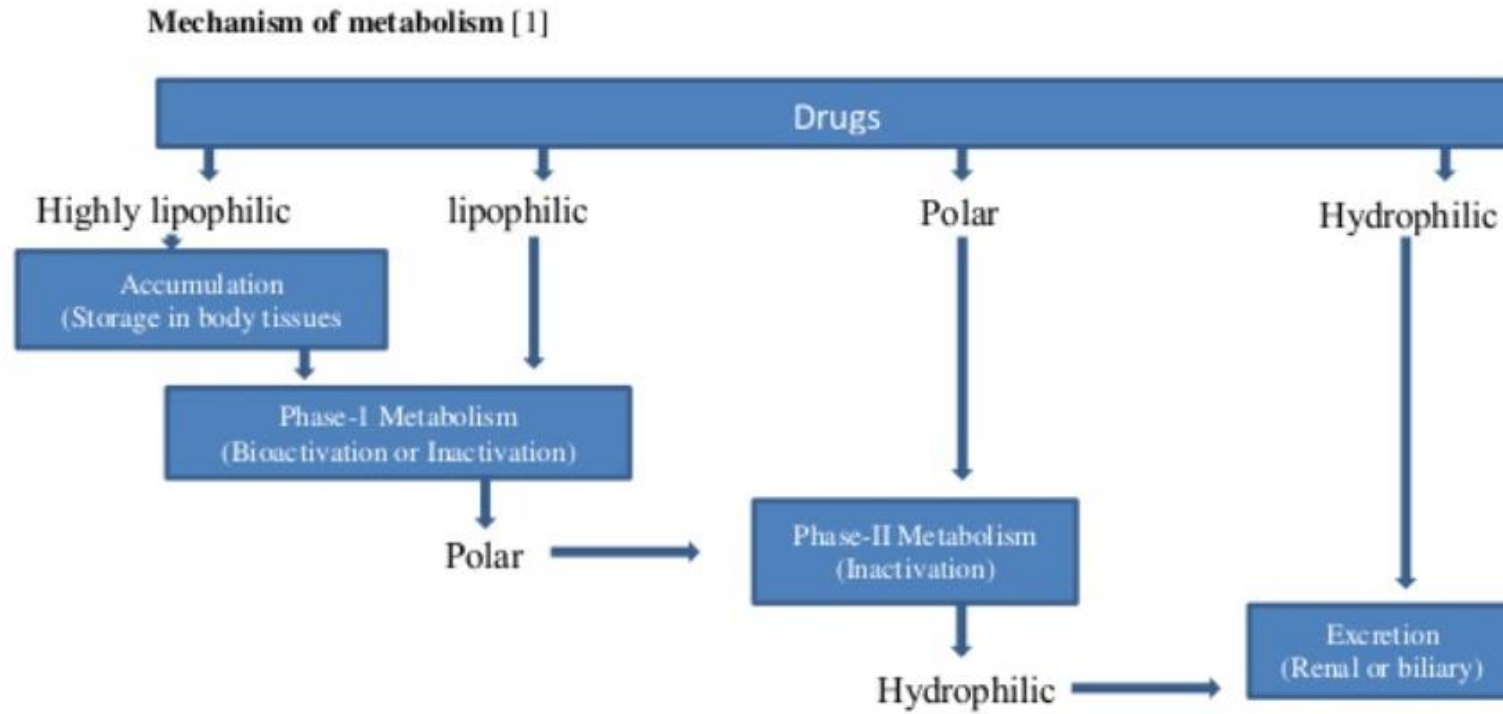 Mechanism of metabolism [1]
Drugs
Highly lipophilic
lipophilic
Polar
Hydrophilic
Accumulation
(Storage in body tissues
Phase-I Metabolism
(Bioactivation or Inactivation)
Polar
Phase-II Metabolism
(Inactivation)
Hydrophilic
Excretion
(Renal or biliary)